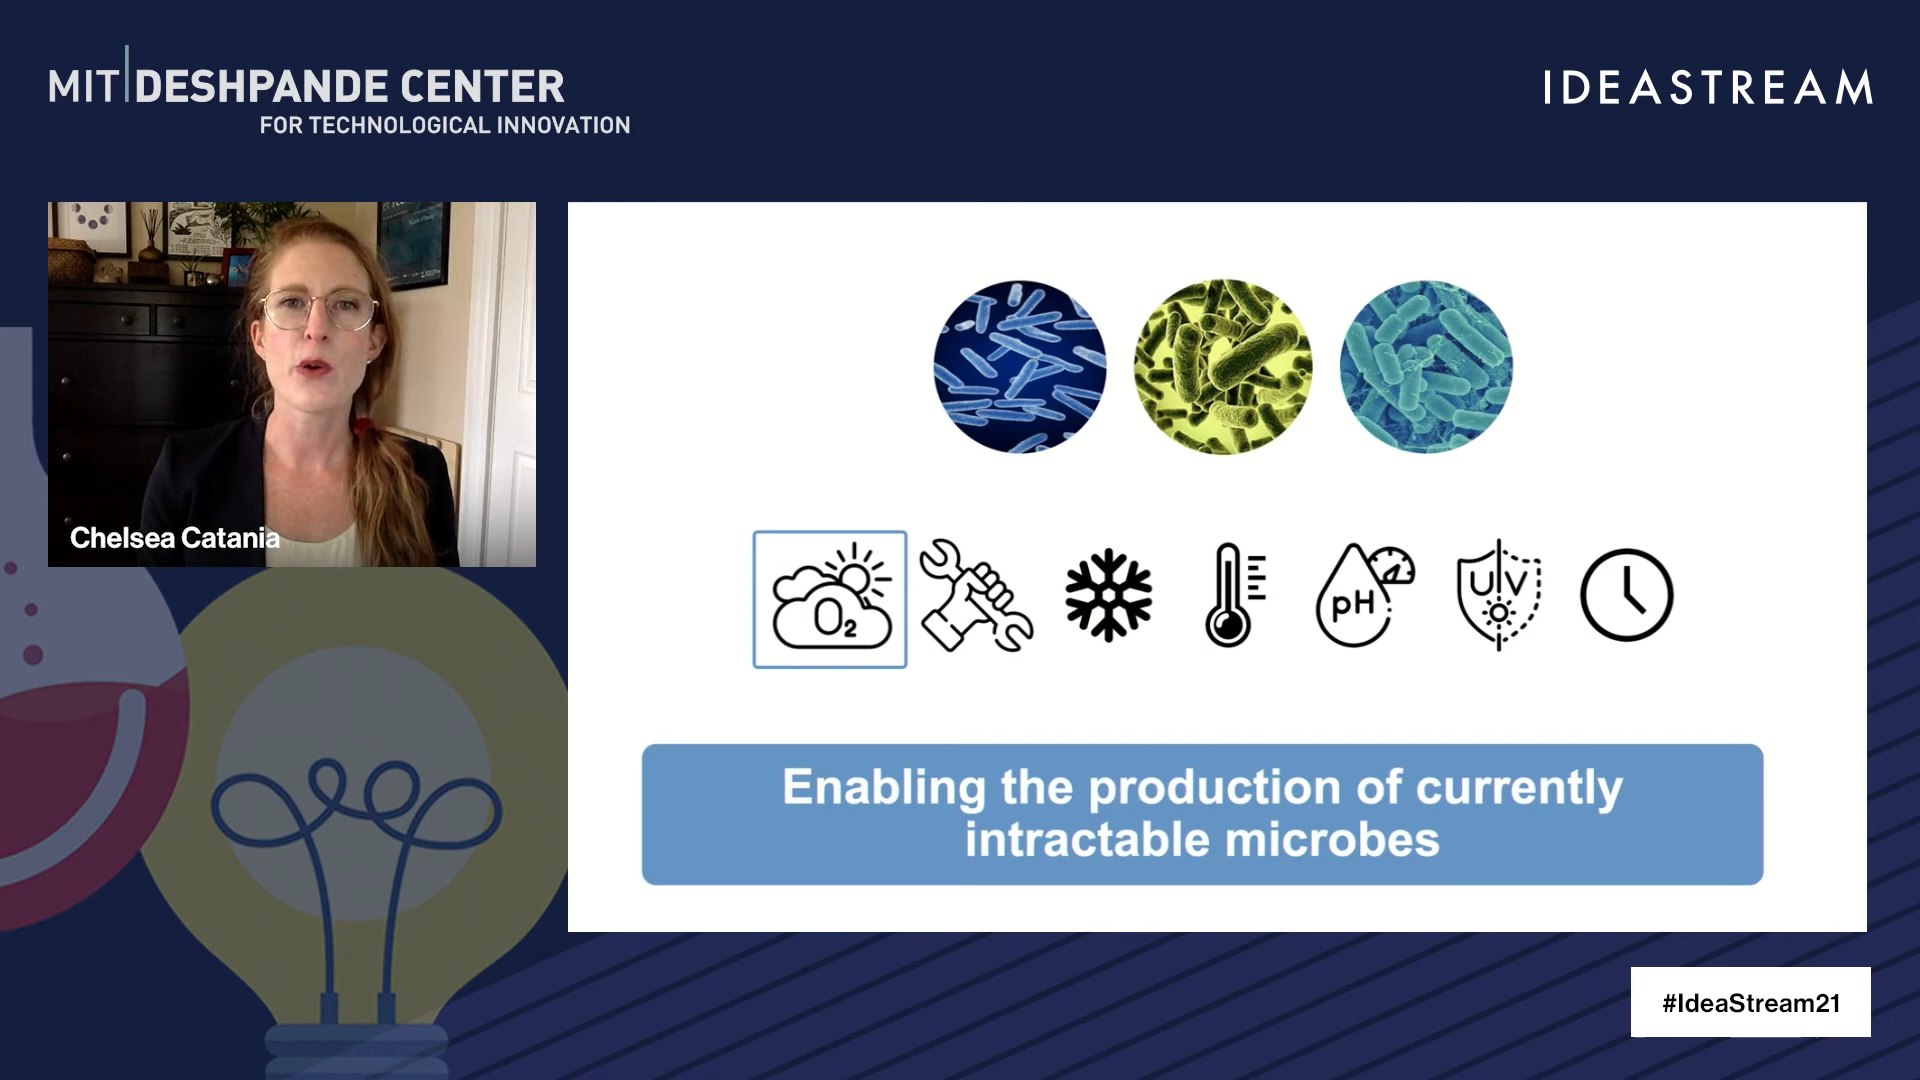 MIT DESHPANDE CENTER
FOR TECHNOLOGICAL INNOVATION
IDEASTREAM
Chelsea Catania
O2
pH
UV
Enabling the production of currently
intractable microbes
#IdeaStream21